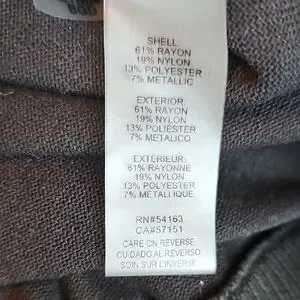 SHELL:
61% RAYON
19% NYLON
13% POLYESTER
7% METALLIC
EXTERIOR:
61% RAYON
19% NYLON
13% POLIÉSTER
7% METALICO
EXTÉRIEUR:
61% RAYONNE
19% NYLON
13% POLYESTER
7% METALLIQUE
RN#54163
CA#57151
CARE ON REVERSE
CUIDADO AL REVERSO
SOIN SUR L'INVERSE